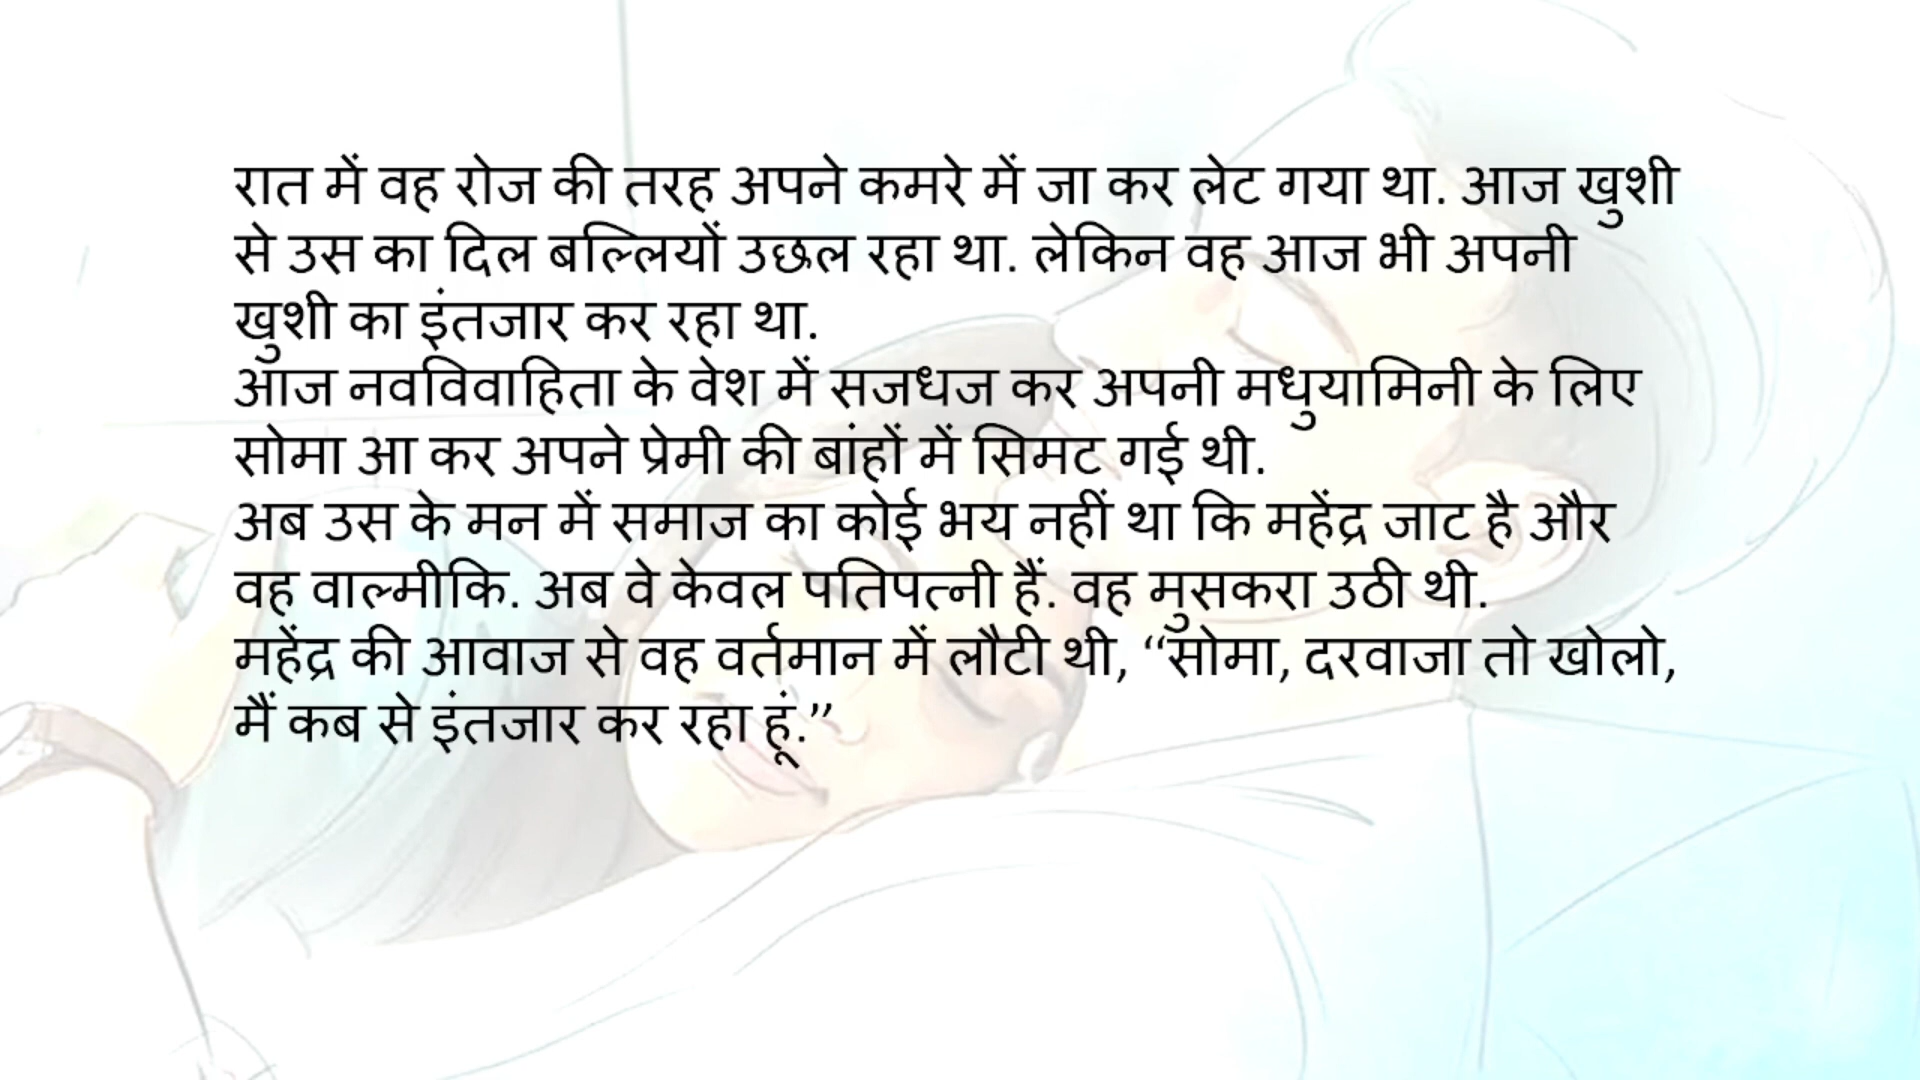 रात में वह रोज की तरह अपने कमरे में जा कर लेट गया था. आज खुशी
से उस का दिल बल्लियों उछल रहा था. लेकिन वह आज भी अपनी
खुशी का इंतजार कर रहा था.
आज नवविवाहिता के वेश में सजधज कर अपनी मधुयामिनी के लिए
सोमा आ कर अपने प्रेमी की बांहों में सिमट गई थी.
अब उस के मन में समाज का कोई भय नहीं था कि महेंद्र जाट है और
वह वाल्मीकि. अब वे केवल पतिपत्नी हैं. वह मुसकरा उठी थी.
महेंद्र की आवाज से वह वर्तमान में लौटी थी, “सोमा, दरवाजा तो खोलो,
मैं कब से इंतजार कर रहा हूं.”